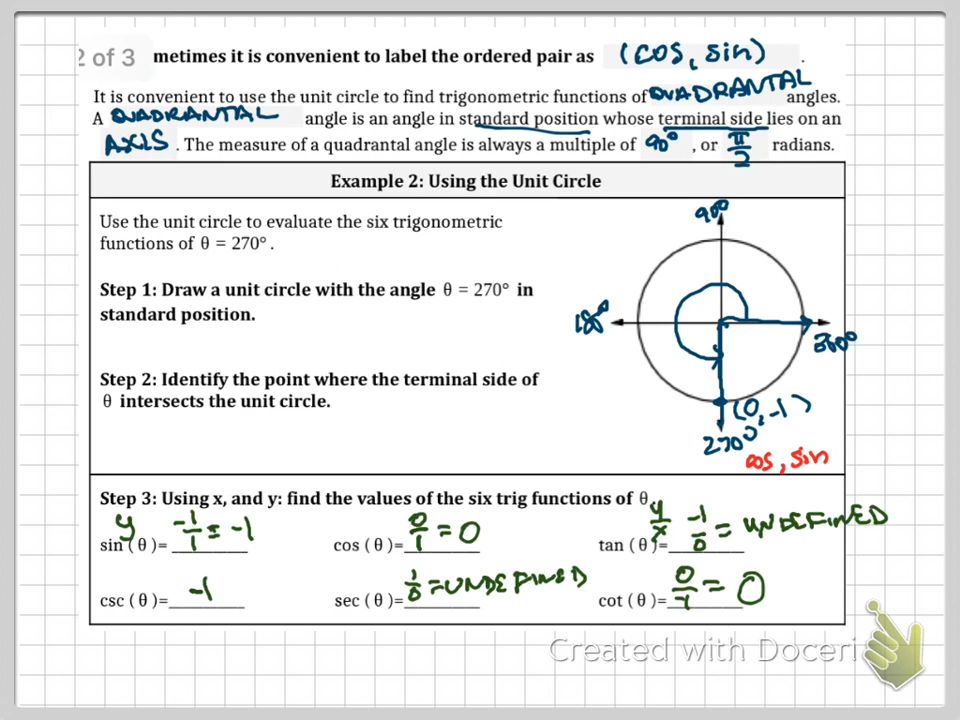 2 of 3 metimes it is convenient to label the ordered pair as (cos, sin) .
It is convenient to use the unit circle to find trigonometric functions of QUADRANTAL angles.
A QUADRANTAL angle is an angle in standard position whose terminal side lies on an
AXIS . The measure of a quadrantal angle is always a multiple of 90° , or π/2 radians.
Example 2: Using the Unit Circle
Use the unit circle to evaluate the six trigonometric
functions of θ = 270° .
Step 1: Draw a unit circle with the angle θ = 270° in
standard position.
Step 2: Identify the point where the terminal side of
θ intersects the unit circle.
90°
180°
360°
(0, -1)
270°
cos, sin
Step 3: Using x, and y: find the values of the six trig functions of θ
y y/x
sin ( θ )= -1/1 = -1 cos ( θ )= 0/1 = 0 tan ( θ )= -1/0 = UNDEFINED
csc ( θ )= -1 sec ( θ )= 1/0 = UNDEFINED cot ( θ )= 0/-1 = 0
Created with Doceri